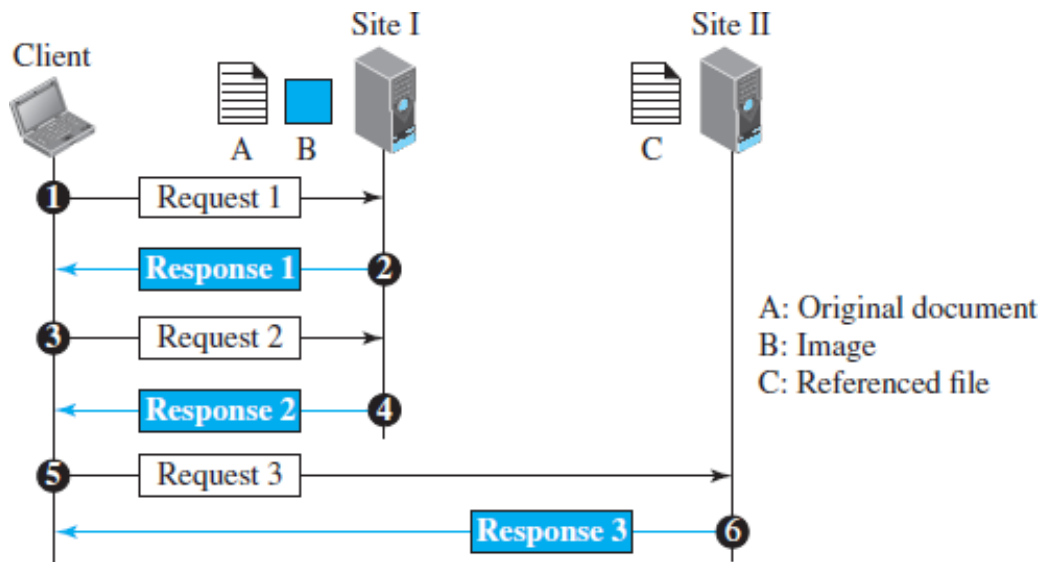 Site I
Site II
Client
A
B
C
1
Request 1
Response 1
2
3
Request 2
Response 2
4
A: Original document
B: Image
C: Referenced file
5
Request 3
Response 3
6